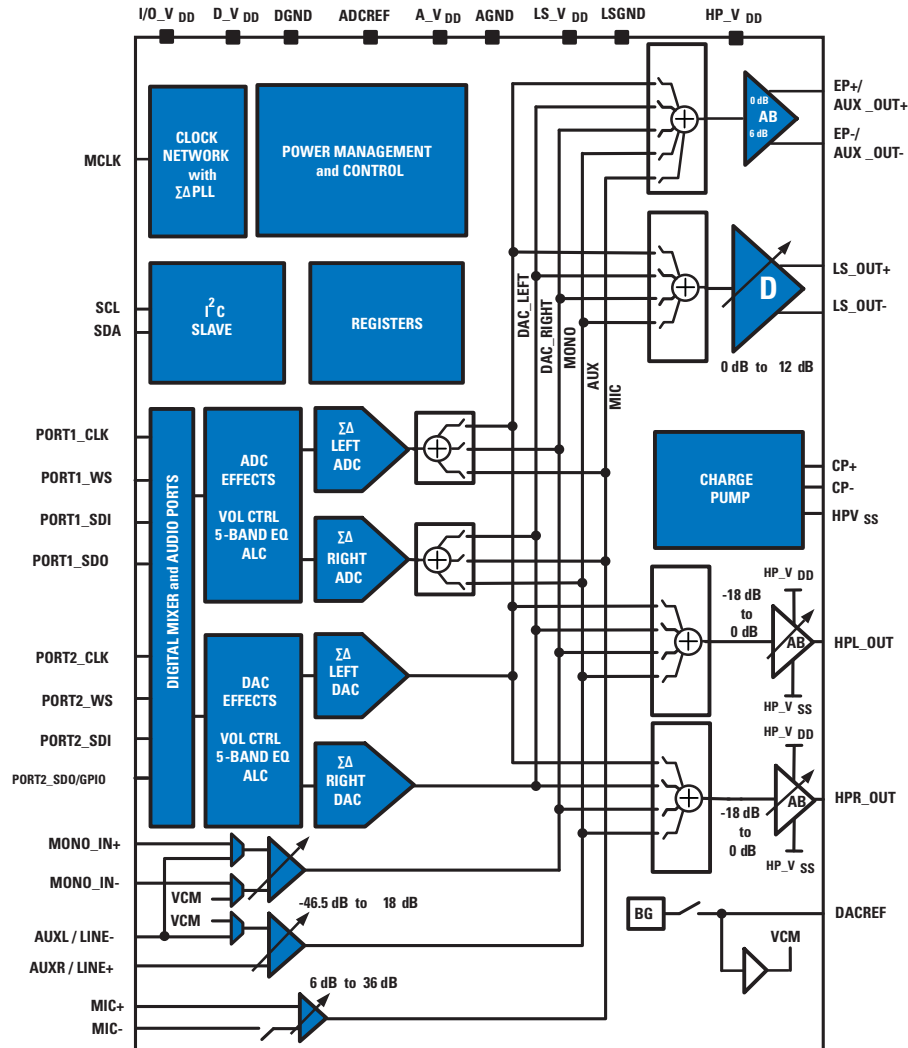 I/O_V DD
D_V DD
DGND
ADCREF
A_V DD
AGND
LS_V DD
LSGND
HP_V DD
MCLK
CLOCK
NETWORK
with
ΣΔ PLL
POWER MANAGEMENT
and CONTROL
0 dB
AB
6 dB
EP+/
AUX _OUT+
EP-/
AUX _OUT-
SCL
SDA
I2C
SLAVE
REGISTERS
DAC_LEFT
DAC_RIGHT
MONO
AUX
MIC
D
LS_OUT+
LS_OUT-
0 dB to 12 dB
PORT1_CLK
PORT1_WS
PORT1_SDI
PORT1_SDO
PORT2_CLK
PORT2_WS
PORT2_SDI
PORT2_SDO/GPIO
DIGITAL MIXER and AUDIO PORTS
ADC
EFFECTS
VOL CTRL
5-BAND EQ
ALC
ΣΔ
LEFT
ADC
ΣΔ
RIGHT
ADC
DAC
EFFECTS
VOL CTRL
5-BAND EQ
ALC
ΣΔ
LEFT
DAC
ΣΔ
RIGHT
DAC
CHARGE
PUMP
CP+
CP-
HPV SS
HP_V DD
-18 dB
to
0 dB
AB
HPL_OUT
HP_V SS
HP_V DD
-18 dB
to
0 dB
AB
HPR_OUT
HP_V SS
MONO_IN+
MONO_IN-
VCM
VCM
-46.5 dB to 18 dB
AUXL / LINE-
AUXR / LINE+
6 dB to 36 dB
MIC+
MIC-
BG
DACREF
VCM